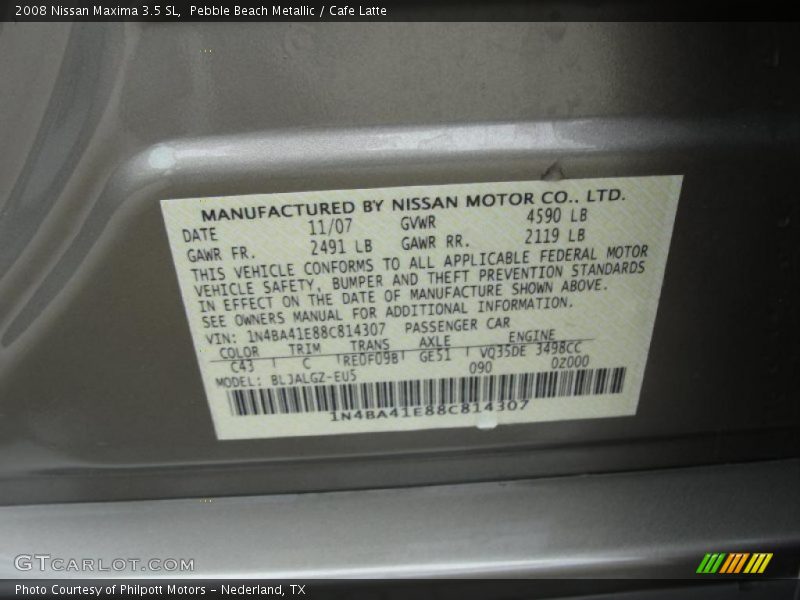 2008 Nissan Maxima 3.5 SL, Pebble Beach Metallic / Cafe Latte
MANUFACTURED BY NISSAN MOTOR CO., LTD.
DATE 11/07 GVWR 4590 LB
GAWR FR. 2491 LB GAWR RR. 2119 LB
THIS VEHICLE CONFORMS TO ALL APPLICABLE FEDERAL MOTOR
VEHICLE SAFETY, BUMPER AND THEFT PREVENTION STANDARDS
IN EFFECT ON THE DATE OF MANUFACTURE SHOWN ABOVE.
SEE OWNERS MANUAL FOR ADDITIONAL INFORMATION.
VIN: 1N4BA41E88C814307 PASSENGER CAR
COLOR TRIM TRANS AXLE ENGINE
C43 C RE0F09B GE51 VQ35DE 3498CC
MODEL: BLJALGZ-EU5 090 02000
1N4BA41E88C814307
GTCARLOT.COM
Photo Courtesy of Philpott Motors - Nederland, TX